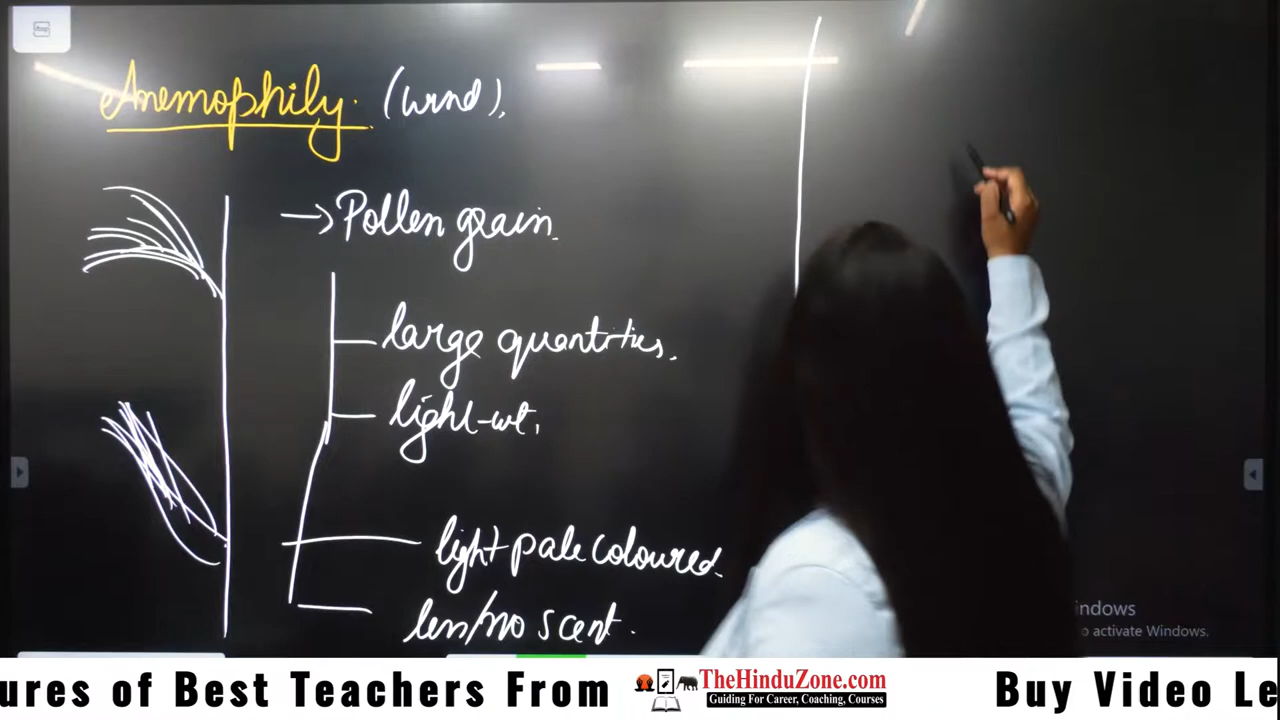 Anemophily. (wind),
→ Pollen grain.
large quantities.
light-wt,
light pale coloured.
less/no scent.
indows
o activate Windows.
ures of Best Teachers From
TheHinduZone.com
Guiding For Career, Coaching, Courses
Buy Video Le